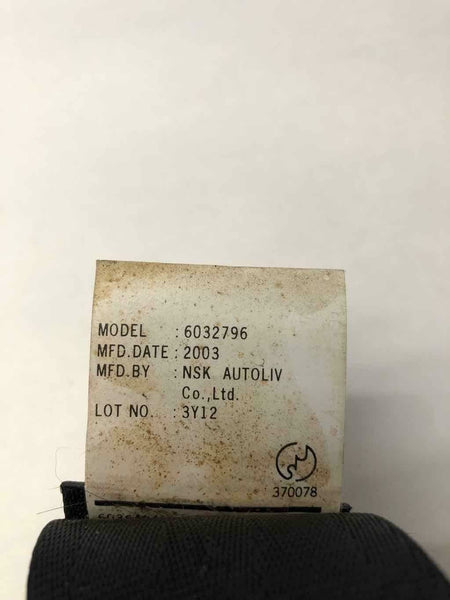 MODEL : 6032796
MFD.DATE : 2003
MFD.BY : NSK AUTOLIV
Co.,Ltd.
LOT NO. : 3Y12
370078